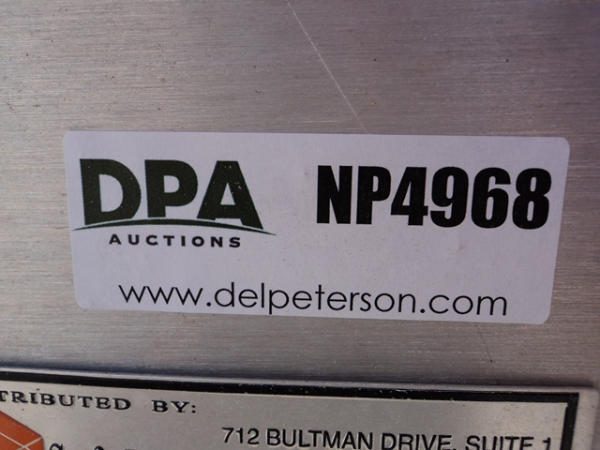 DPA NP4968
AUCTIONS
www.delpeterson.com
TRIBUTED BY:
712 BULTMAN DRIVE, SUITE 1